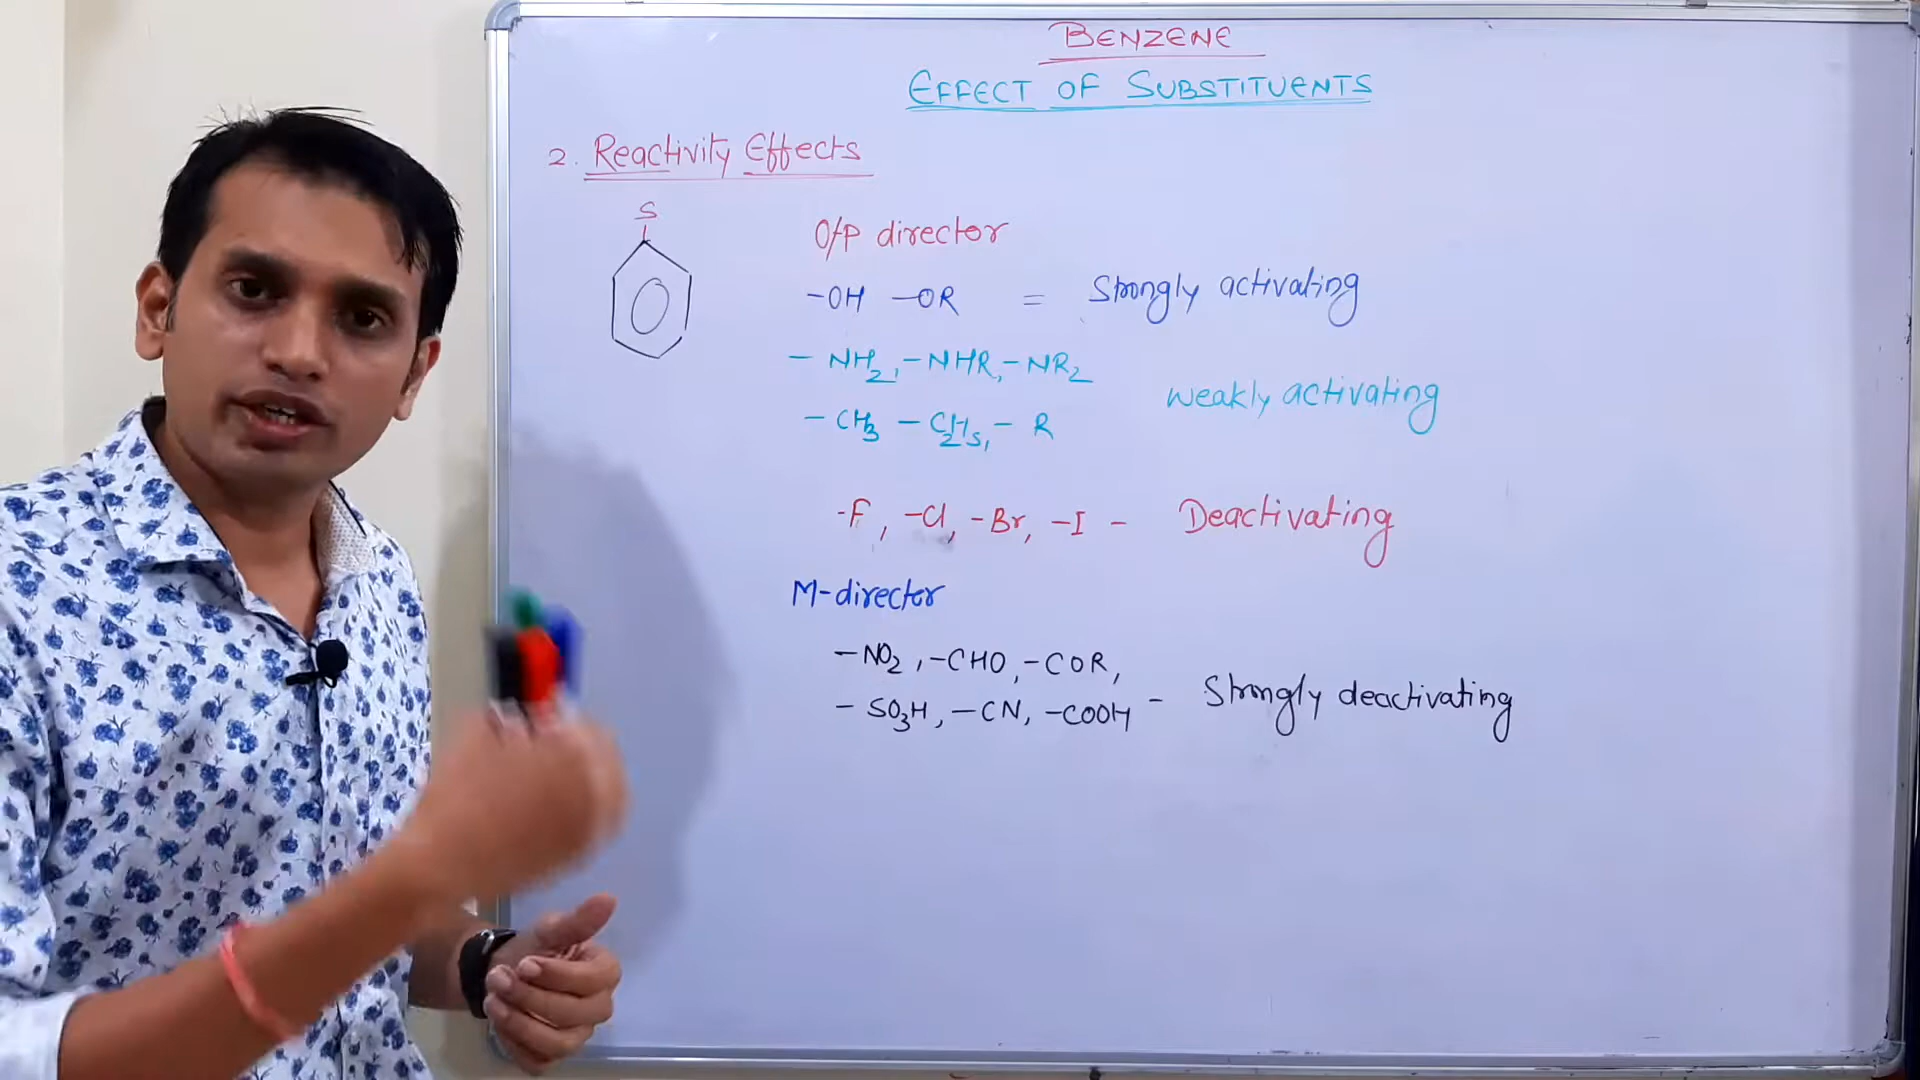 BENZENE
EFFECT OF SUBSTITUENTS
2. Reactivity Effects
S
O/P director
-OH -OR = Strongly activating
- NH2, -NHR, -NR2
weakly activating
- CH3 - C2H5, - R
-F, -Cl, -Br, -I - Deactivating
M-director
-NO2, -CHO, -COR,
- SO3H, -CN, -COOH - Strongly deactivating